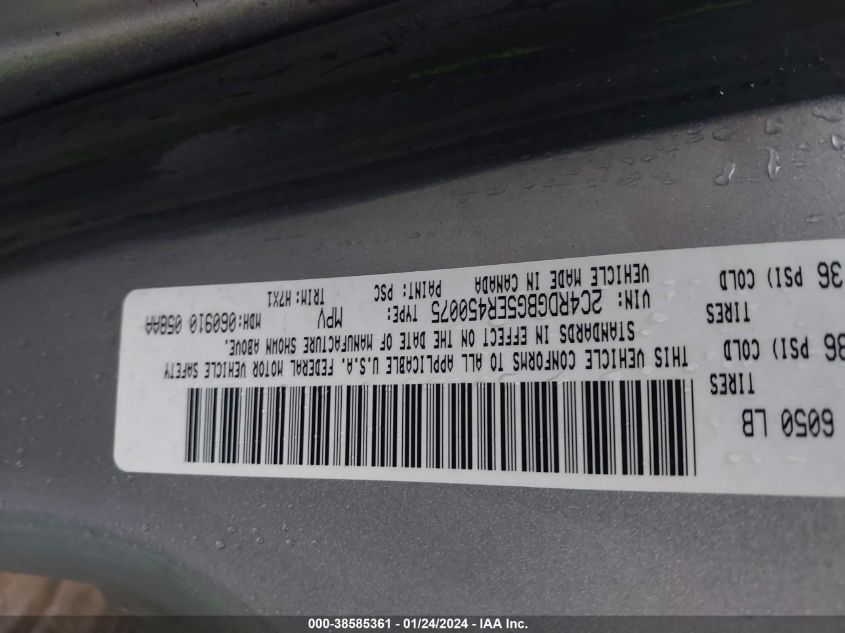 6050 LB
TIRES
36 PSI) COLD
TIRES
36 PSI) COLD
THIS VEHICLE CONFORMS TO ALL APPLICABLE U.S.A. FEDERAL MOTOR VEHICLE SAFETY
STANDARDS IN EFFECT ON THE DATE OF MANUFACTURE SHOWN ABOVE.
VIN: 2C4RDGBG5ER450075 TYPE: MPV MDH: 060910 058AA
VEHICLE MADE IN CANADA PAINT: PSC TRIM: H7X1
000-38585361 - 01/24/2024 - IAA Inc.